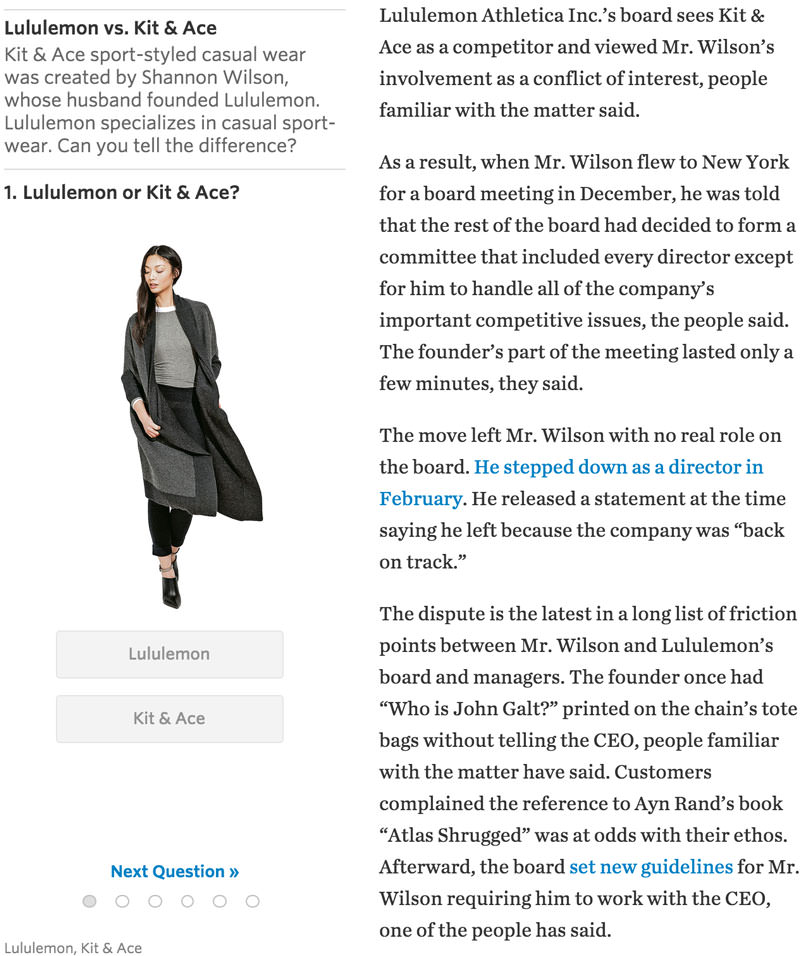 Lululemon vs. Kit & Ace
Kit & Ace sport-styled casual wear
was created by Shannon Wilson,
whose husband founded Lululemon.
Lululemon specializes in casual sport-
wear. Can you tell the difference?
1. Lululemon or Kit & Ace?
Lululemon
Kit & Ace
Next Question »
Lululemon, Kit & Ace
Lululemon Athletica Inc.’s board sees Kit &
Ace as a competitor and viewed Mr. Wilson’s
involvement as a conflict of interest, people
familiar with the matter said.
As a result, when Mr. Wilson flew to New York
for a board meeting in December, he was told
that the rest of the board had decided to form a
committee that included every director except
for him to handle all of the company’s
important competitive issues, the people said.
The founder’s part of the meeting lasted only a
few minutes, they said.
The move left Mr. Wilson with no real role on
the board. He stepped down as a director in
February. He released a statement at the time
saying he left because the company was “back
on track.”
The dispute is the latest in a long list of friction
points between Mr. Wilson and Lululemon’s
board and managers. The founder once had
“Who is John Galt?” printed on the chain’s tote
bags without telling the CEO, people familiar
with the matter have said. Customers
complained the reference to Ayn Rand’s book
“Atlas Shrugged” was at odds with their ethos.
Afterward, the board set new guidelines for Mr.
Wilson requiring him to work with the CEO,
one of the people has said.